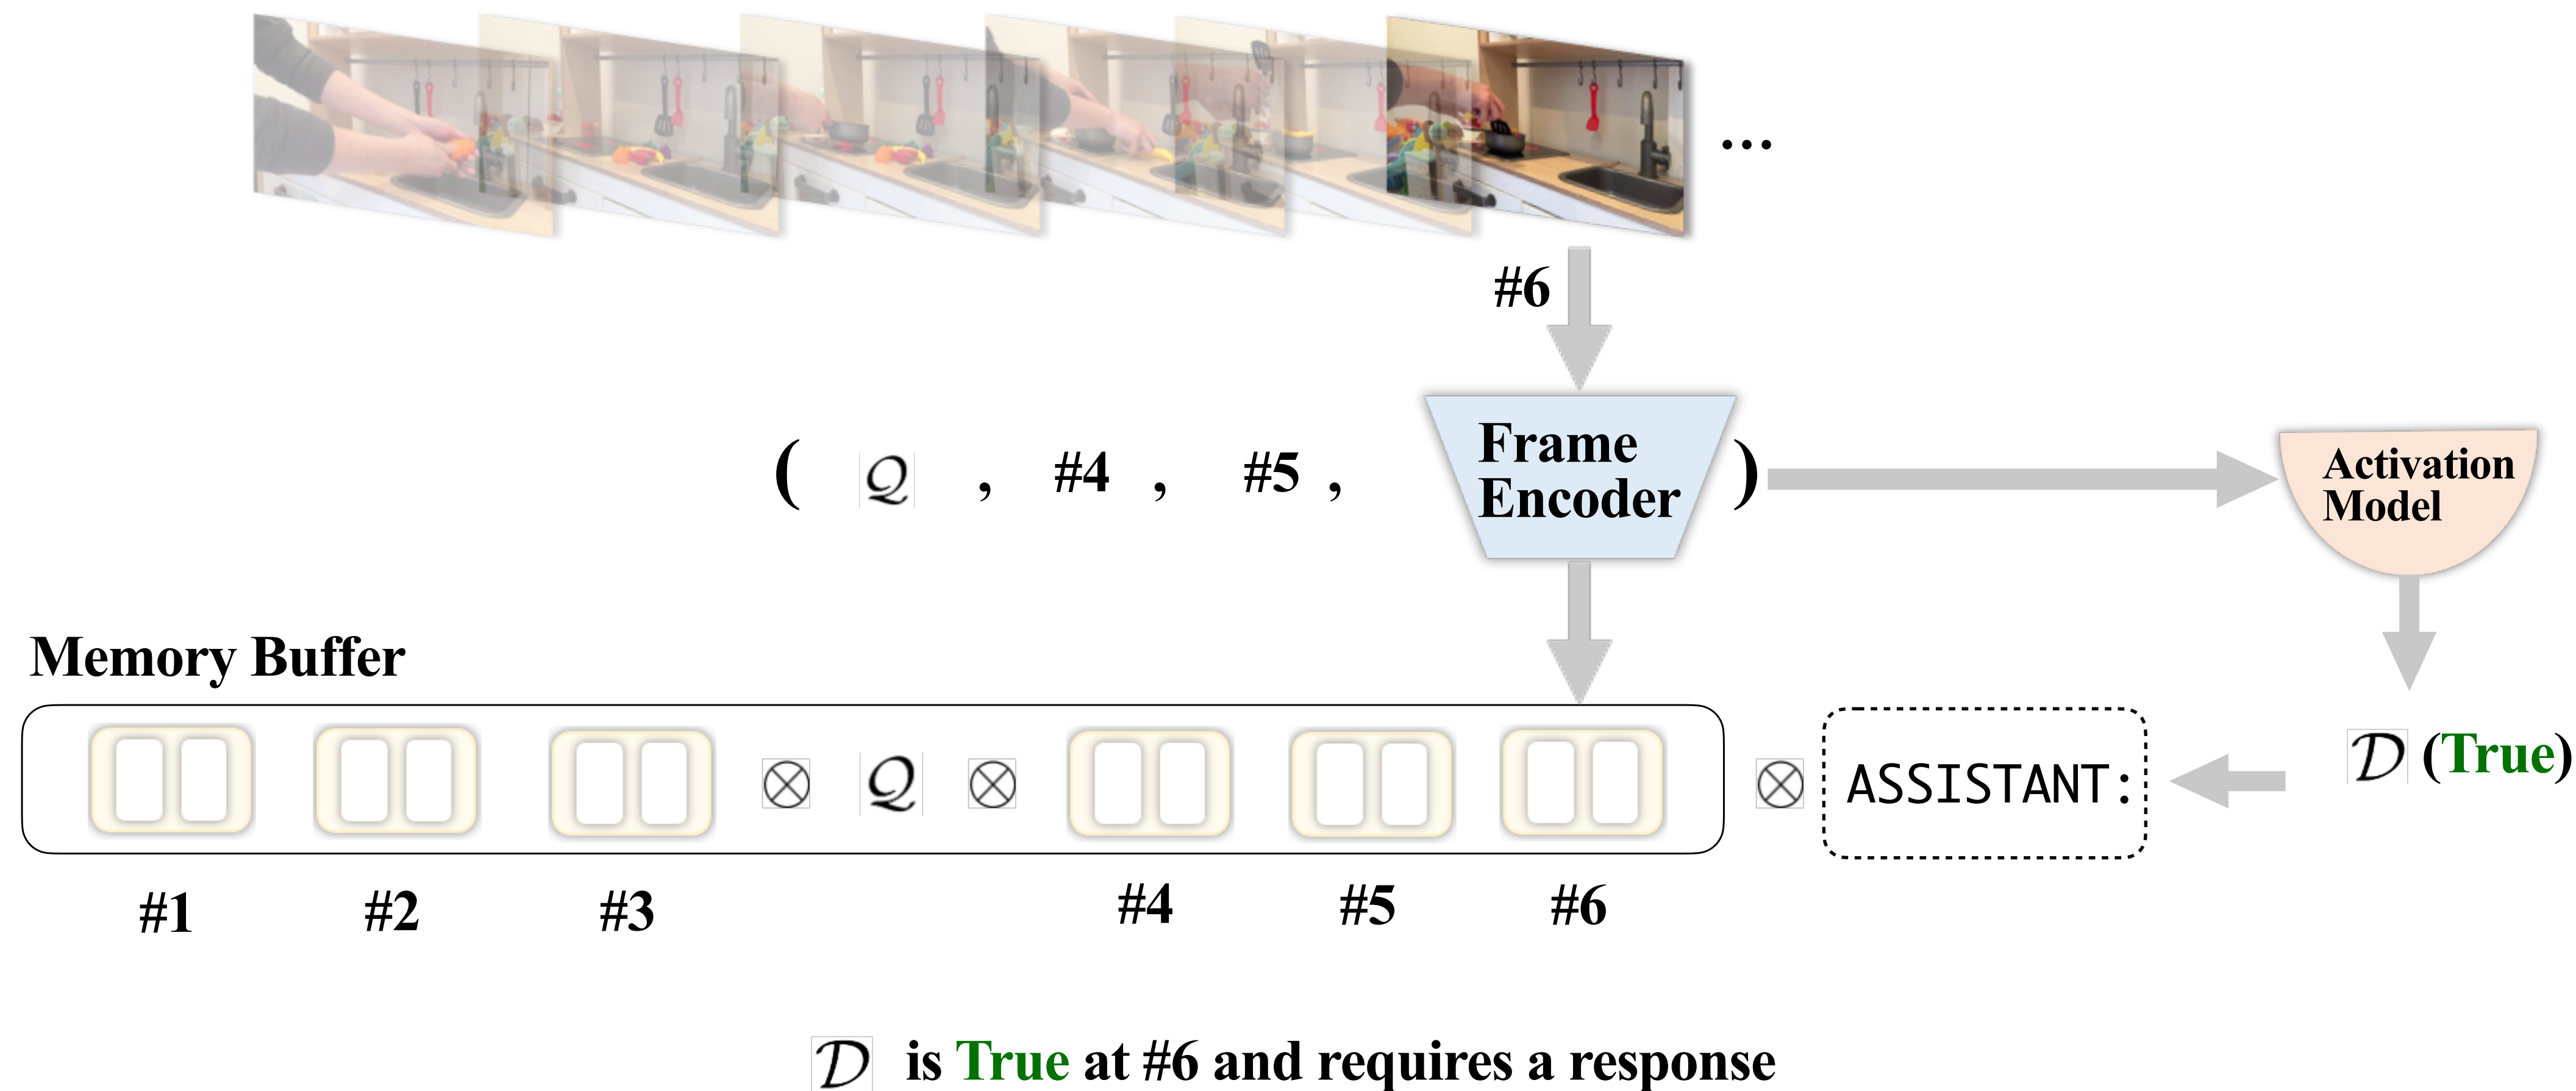 ...
#6
( 𝒬 , #4 , #5 , Frame Encoder )
Activation Model
Memory Buffer
⊗ 𝒬 ⊗
⊗ ASSISTANT:
𝒟 (True)
#1 #2 #3 #4 #5 #6
𝒟 is True at #6 and requires a response